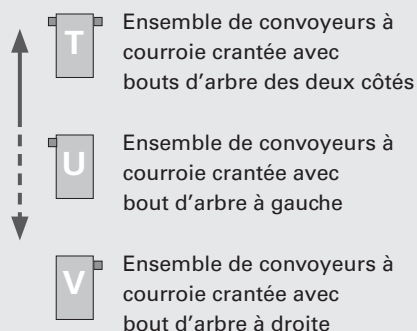 T
Ensemble de convoyeurs à
courroie crantée avec
bouts d'arbre des deux côtés
U
Ensemble de convoyeurs à
courroie crantée avec
bout d'arbre à gauche
V
Ensemble de convoyeurs à
courroie crantée avec
bout d'arbre à droite